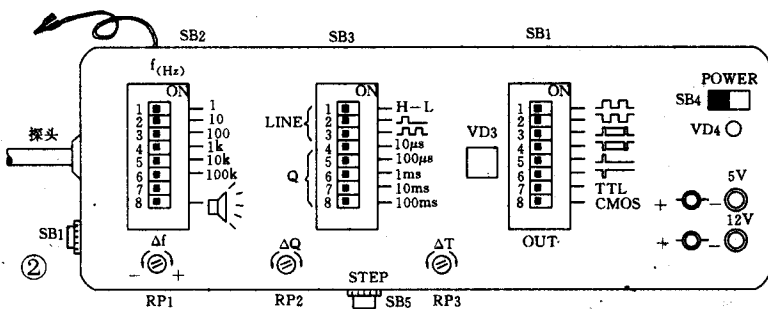 SB2 SB3 SB1
f(Hz)
ON
1 1
2 10
3 100
4 1k
5 10k
6 100k
7
8
探头
SB1
②
Δf
- +
RP1
ON
LINE
Q
1 H-L
2
3
4 10μs
5 100μs
6 1ms
7 10ms
8 100ms
ΔQ
RP2
STEP
SB5
ON
VD3
1
2
3
4
5
6
7 TTL
8 CMOS
OUT
ΔT
RP3
POWER
SB4
VD4
5V
+ -
12V
+ -